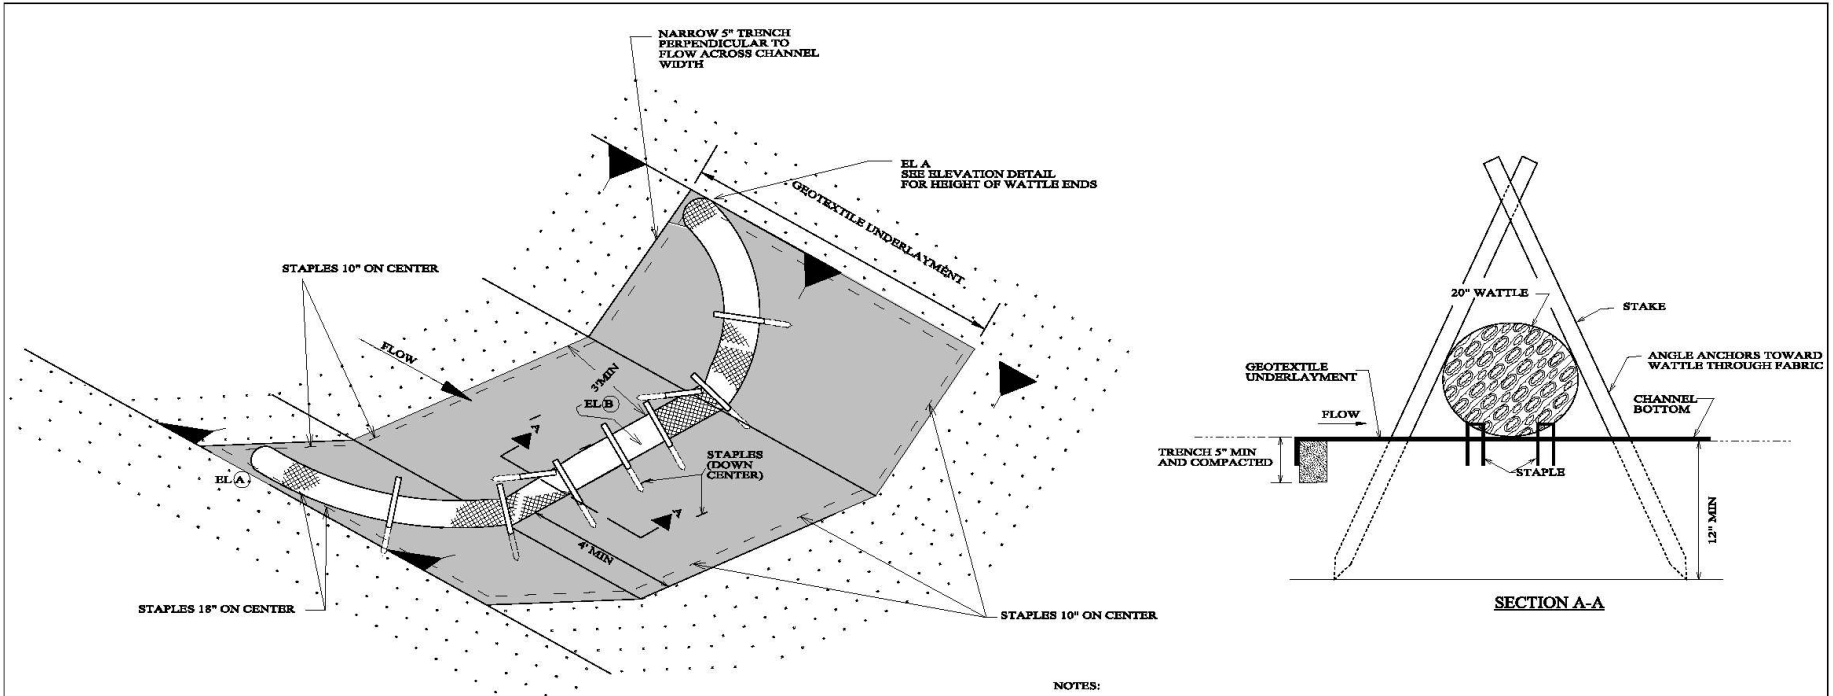 NARROW 5" TRENCH
PERPENDICULAR TO
FLOW ACROSS CHANNEL
WIDTH
EL A
SEE ELEVATION DETAIL
FOR HEIGHT OF WATTLE ENDS
GEOTEXTILE UNDERLAYMENT
STAPLES 10" ON CENTER
FLOW
3'MIN
EL B
A
STAPLES
(DOWN
CENTER)
EL A
A
4' MIN
STAPLES 18" ON CENTER
STAPLES 10" ON CENTER
20" WATTLE
STAKE
GEOTEXTILE
UNDERLAYMENT
ANGLE ANCHORS TOWARD
WATTLE THROUGH FABRIC
FLOW
CHANNEL
BOTTOM
TRENCH 5" MIN
AND COMPACTED
STAPLE
12" MIN
SECTION A-A
NOTES: